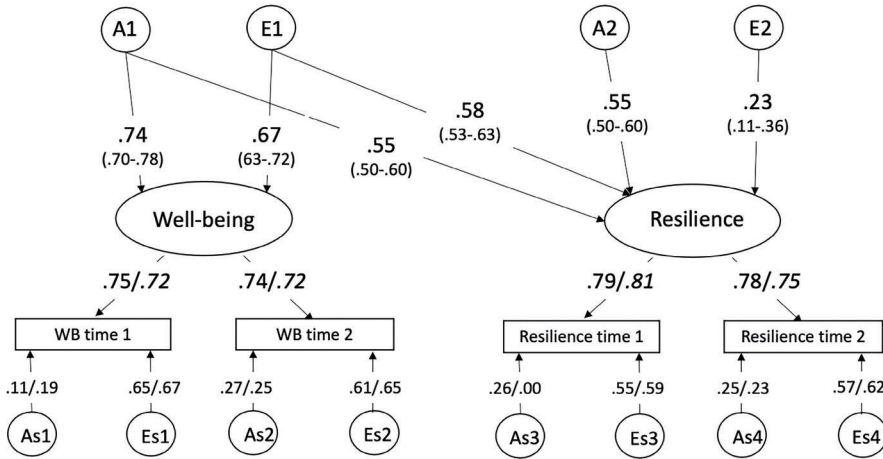 A1
E1
A2
E2
.74
(.70-.78)
.67
(63-.72)
.55
(.50-.60)
.58
(.53-.63)
.55
(.50-.60)
.23
(.11-.36)
Well-being
Resilience
.75/.72
.74/.72
.79/.81
.78/.75
WB time 1
WB time 2
Resilience time 1
Resilience time 2
.11/.19
.65/.67
.27/.25
.61/.65
.26/.00
.55/.59
.25/.23
.57/.62
As1
Es1
As2
Es2
As3
Es3
As4
Es4